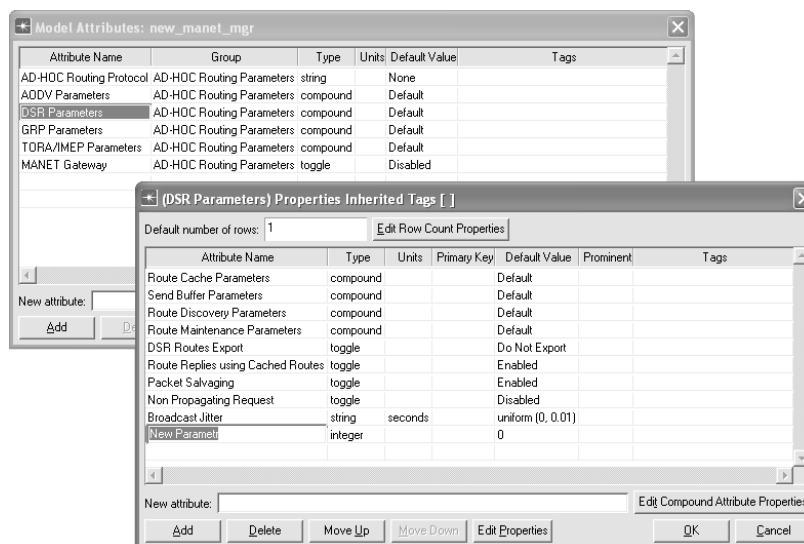 Model Attributes: new_manet_mgr
Attribute Name Group Type Units Default Value Tags
AD-HOC Routing Protocol AD-HOC Routing Parameters string None
AODV Parameters AD-HOC Routing Parameters compound Default
DSR Parameters AD-HOC Routing Parameters compound Default
GRP Parameters AD-HOC Routing Parameters compound Default
TORA/IMEP Parameters AD-HOC Routing Parameters compound Default
MANET Gateway AD-HOC Routing Parameters toggle Disabled
New attribute:
Add De
(DSR Parameters) Properties Inherited Tags [ ]
Default number of rows: 1 Edit Row Count Properties
Attribute Name Type Units Primary Key Default Value Prominent Tags
Route Cache Parameters compound Default
Send Buffer Parameters compound Default
Route Discovery Parameters compound Default
Route Maintenance Parameters compound Default
DSR Routes Export toggle Do Not Export
Route Replies using Cached Routes toggle Enabled
Packet Salvaging toggle Enabled
Non Propagating Request toggle Disabled
Broadcast Jitter string seconds uniform (0, 0.01)
New Parametr integer 0
New attribute: Edit Compound Attribute Properties
Add Delete Move Up Move Down Edit Properties OK Cancel